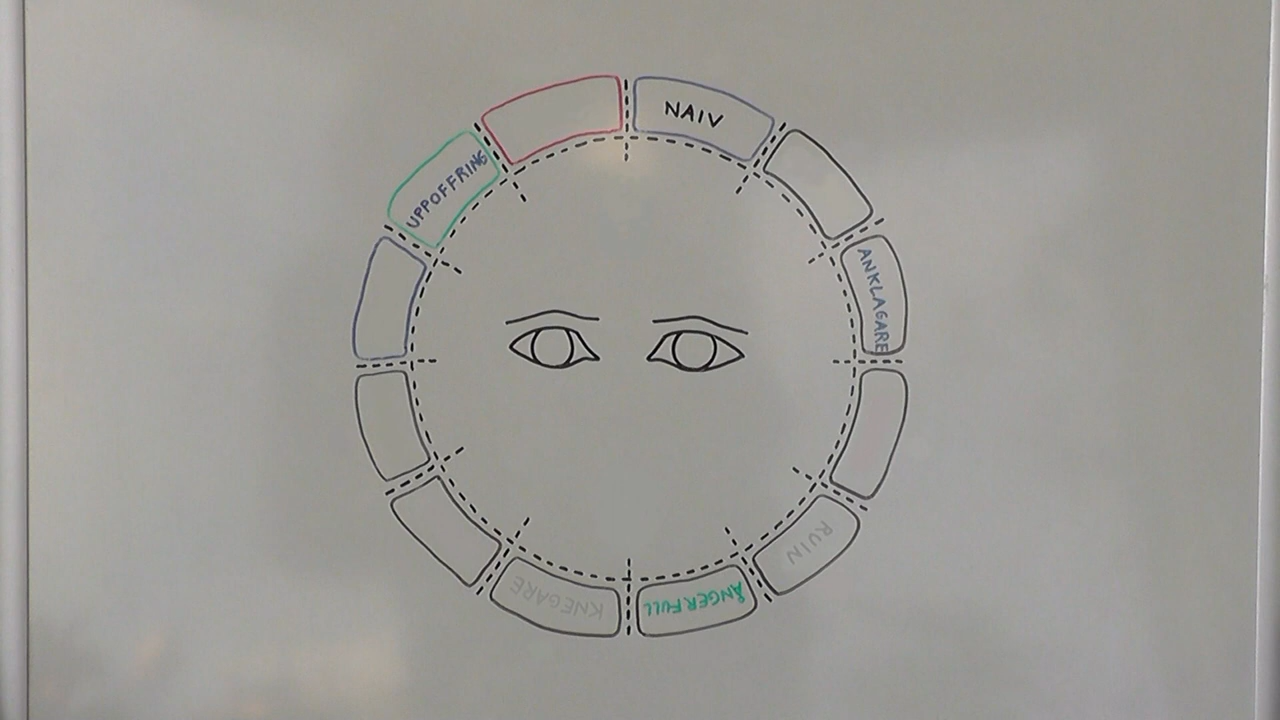 NAIV
ANKLAGARE
RUIN
ÅNGERFULL
KNEGARE
UPPOFFRING